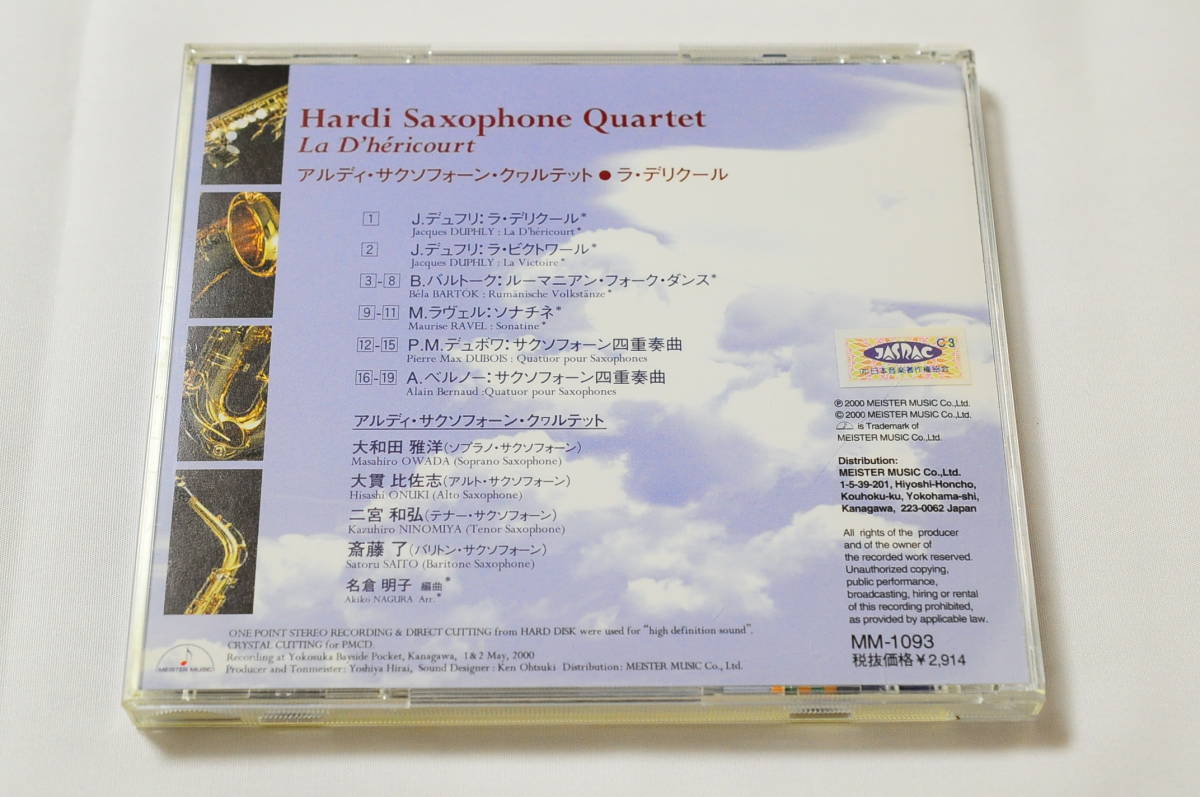 Hardi Saxophone Quartet
La D'héricourt
アルディ・サクソフォーン・クヮルテット ● ラ・デリクール
1 J.デュフリ：ラ・デリクール*
Jacques DUPHLY : La D'héricourt*
2 J.デュフリ：ラ・ビクトワール*
Jacques DUPHLY : La Victoire*
3-8 B.バルトーク：ルーマニアン・フォーク・ダンス*
Béla BARTÓK : Rumänische Volkstänze*
9-11 M.ラヴェル：ソナチネ*
Maurise RAVEL : Sonatine*
12-15 P.M.デュボワ：サクソフォーン四重奏曲
Pierre Max DUBOIS : Quatuor pour Saxophones
16-19 A.ベルノー：サクソフォーン四重奏曲
Alain Bernaud :Quatuor pour Saxophones
アルディ・サクソフォーン・クヮルテット
大和田 雅洋(ソプラノ・サクソフォーン)
Masahiro OWADA (Soprano Saxophone)
大貫 比佐志(アルト・サクソフォーン)
Hisashi ONUKI (Alto Saxophone)
二宮 和弘(テナー・サクソフォーン)
Kazuhiro NINOMIYA (Tenor Saxophone)
斎藤 了(バリトン・サクソフォーン)
Satoru SAITO (Baritone Saxophone)
名倉 明子 編曲*
Akiko NAGURA Arr.*
ONE POINT STEREO RECORDING & DIRECT CUTTING from HARD DISK were used for "high definition sound".
CRYSTAL CUTTING for PMCD.
Recording at Yokosuka Bayside Pocket, Kanagawa, 1 & 2 May, 2000
Producer and Tonmeister : Yoshiya Hirai, Sound Designer : Ken Ohtsuki Distribution : MEISTER MUSIC Co., Ltd.
MEISTER MUSIC
C-3
JASRAC
日本音楽著作権協会
℗ 2000 MEISTER MUSIC Co.,Ltd.
© 2000 MEISTER MUSIC Co.,Ltd.
is Trademark of
MEISTER MUSIC Co.,Ltd.
Distribution:
MEISTER MUSIC Co.,Ltd.
1-5-39-201, Hiyoshi-Honcho,
Kouhoku-ku, Yokohama-shi,
Kanagawa, 223-0062 Japan
All rights of the producer
and of the owner of
the recorded work reserved.
Unauthorized copying,
public performance,
broadcasting, hiring or rental
of this recording prohibited,
as provided by applicable law.
MM-1093
税抜価格￥2,914